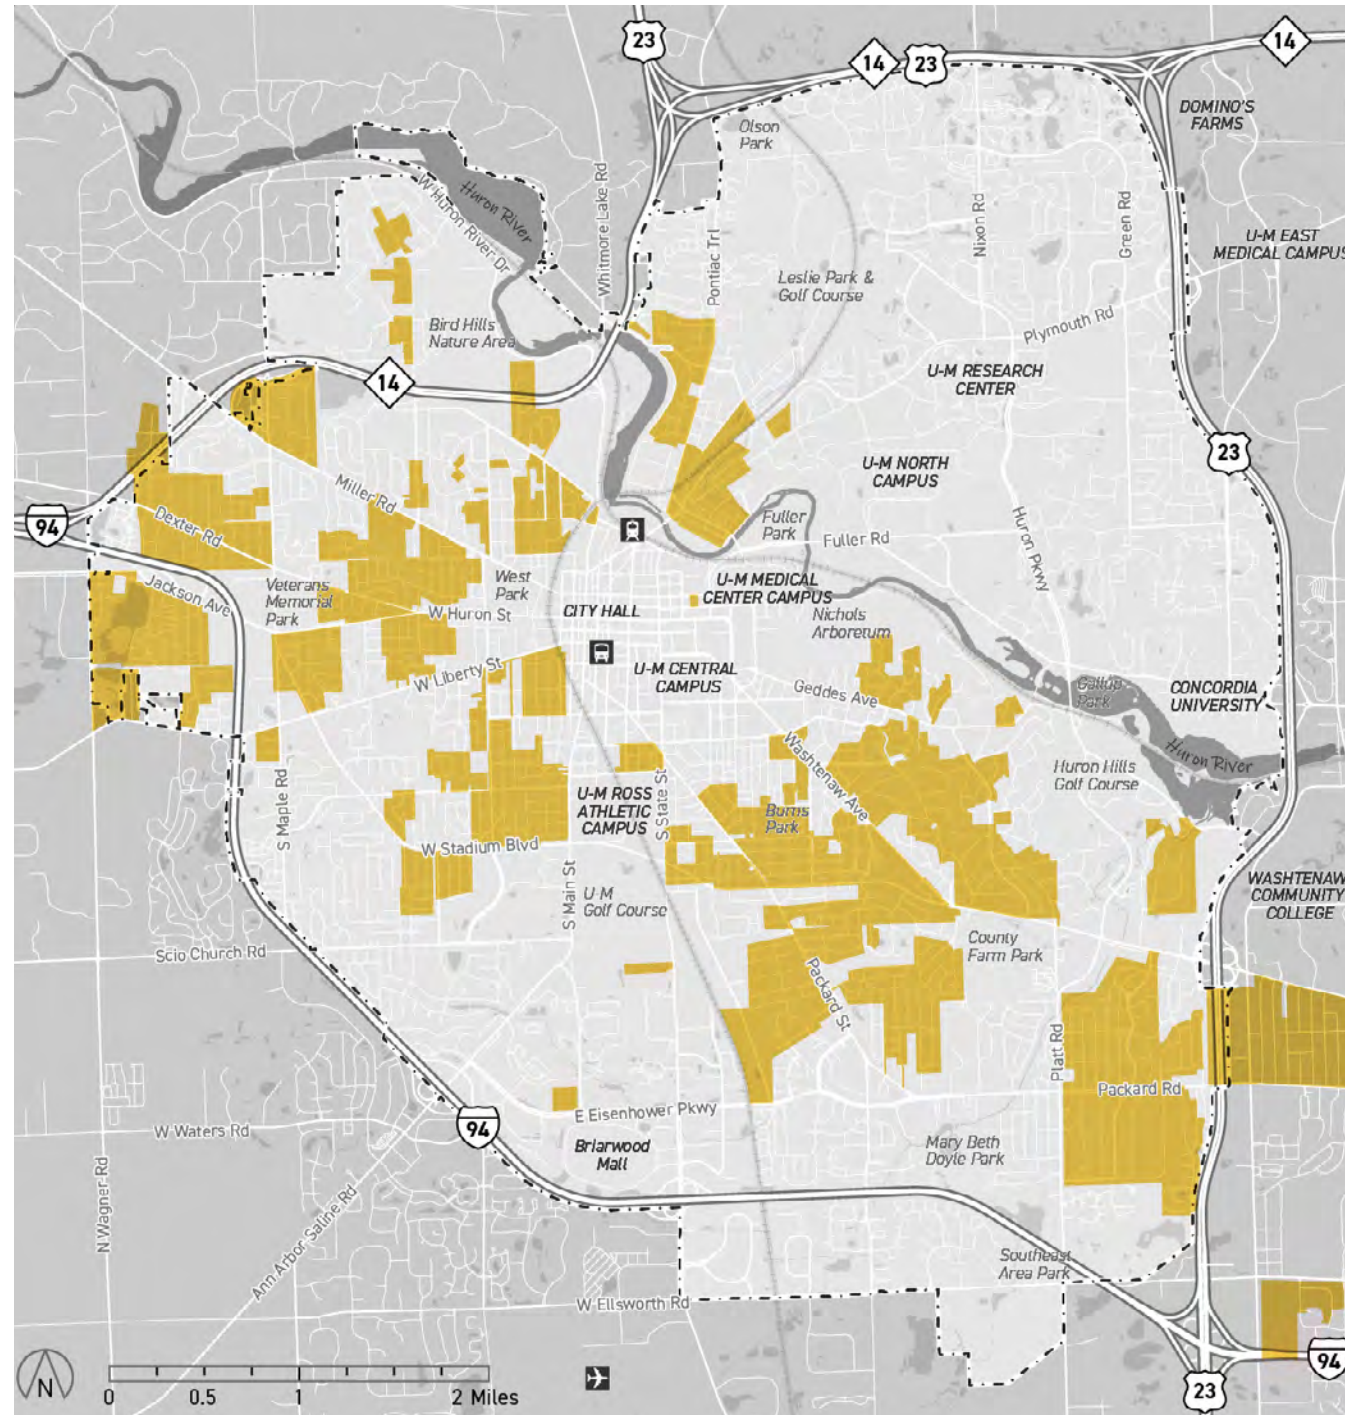 23
14
23
14
DOMINO'S
FARMS
Olson
Park
Huron River
W Huron River Dr
Whitmore Lake Rd
Pontiac Trl
Nixon Rd
Green Rd
U-M EAST
MEDICAL CAMPUS
Leslie Park &
Golf Course
Bird Hills
Nature Area
Plymouth Rd
14
U-M RESEARCH
CENTER
23
U-M NORTH
CAMPUS
Miller Rd
94
Dexter Rd
Fuller
Park
Fuller Rd
Huron Pkwy
Jackson Ave
Veterans
Memorial
Park
West
Park
U-M MEDICAL
CENTER CAMPUS
W Huron St
CITY HALL
Nichols
Arboretum
W Liberty St
U-M CENTRAL
CAMPUS
Geddes Ave
Gallup
Park
CONCORDIA
UNIVERSITY
Washtenaw Ave
Huron River
Huron Hills
Golf Course
S Maple Rd
U-M ROSS
ATHLETIC
CAMPUS
S State St
Burns
Park
W Stadium Blvd
S Main St
U-M
Golf Course
WASHTENAW
COMMUNITY
COLLEGE
Scio Church Rd
County
Farm Park
Packard St
Platt Rd
Packard Rd
E Eisenhower Pkwy
94
W Waters Rd
Briarwood
Mall
Mary Beth
Doyle Park
N Wagner Rd
Ann Arbor Saline Rd
Southeast
Area Park
W Ellsworth Rd
94
23
N
0 0.5 1 2 Miles